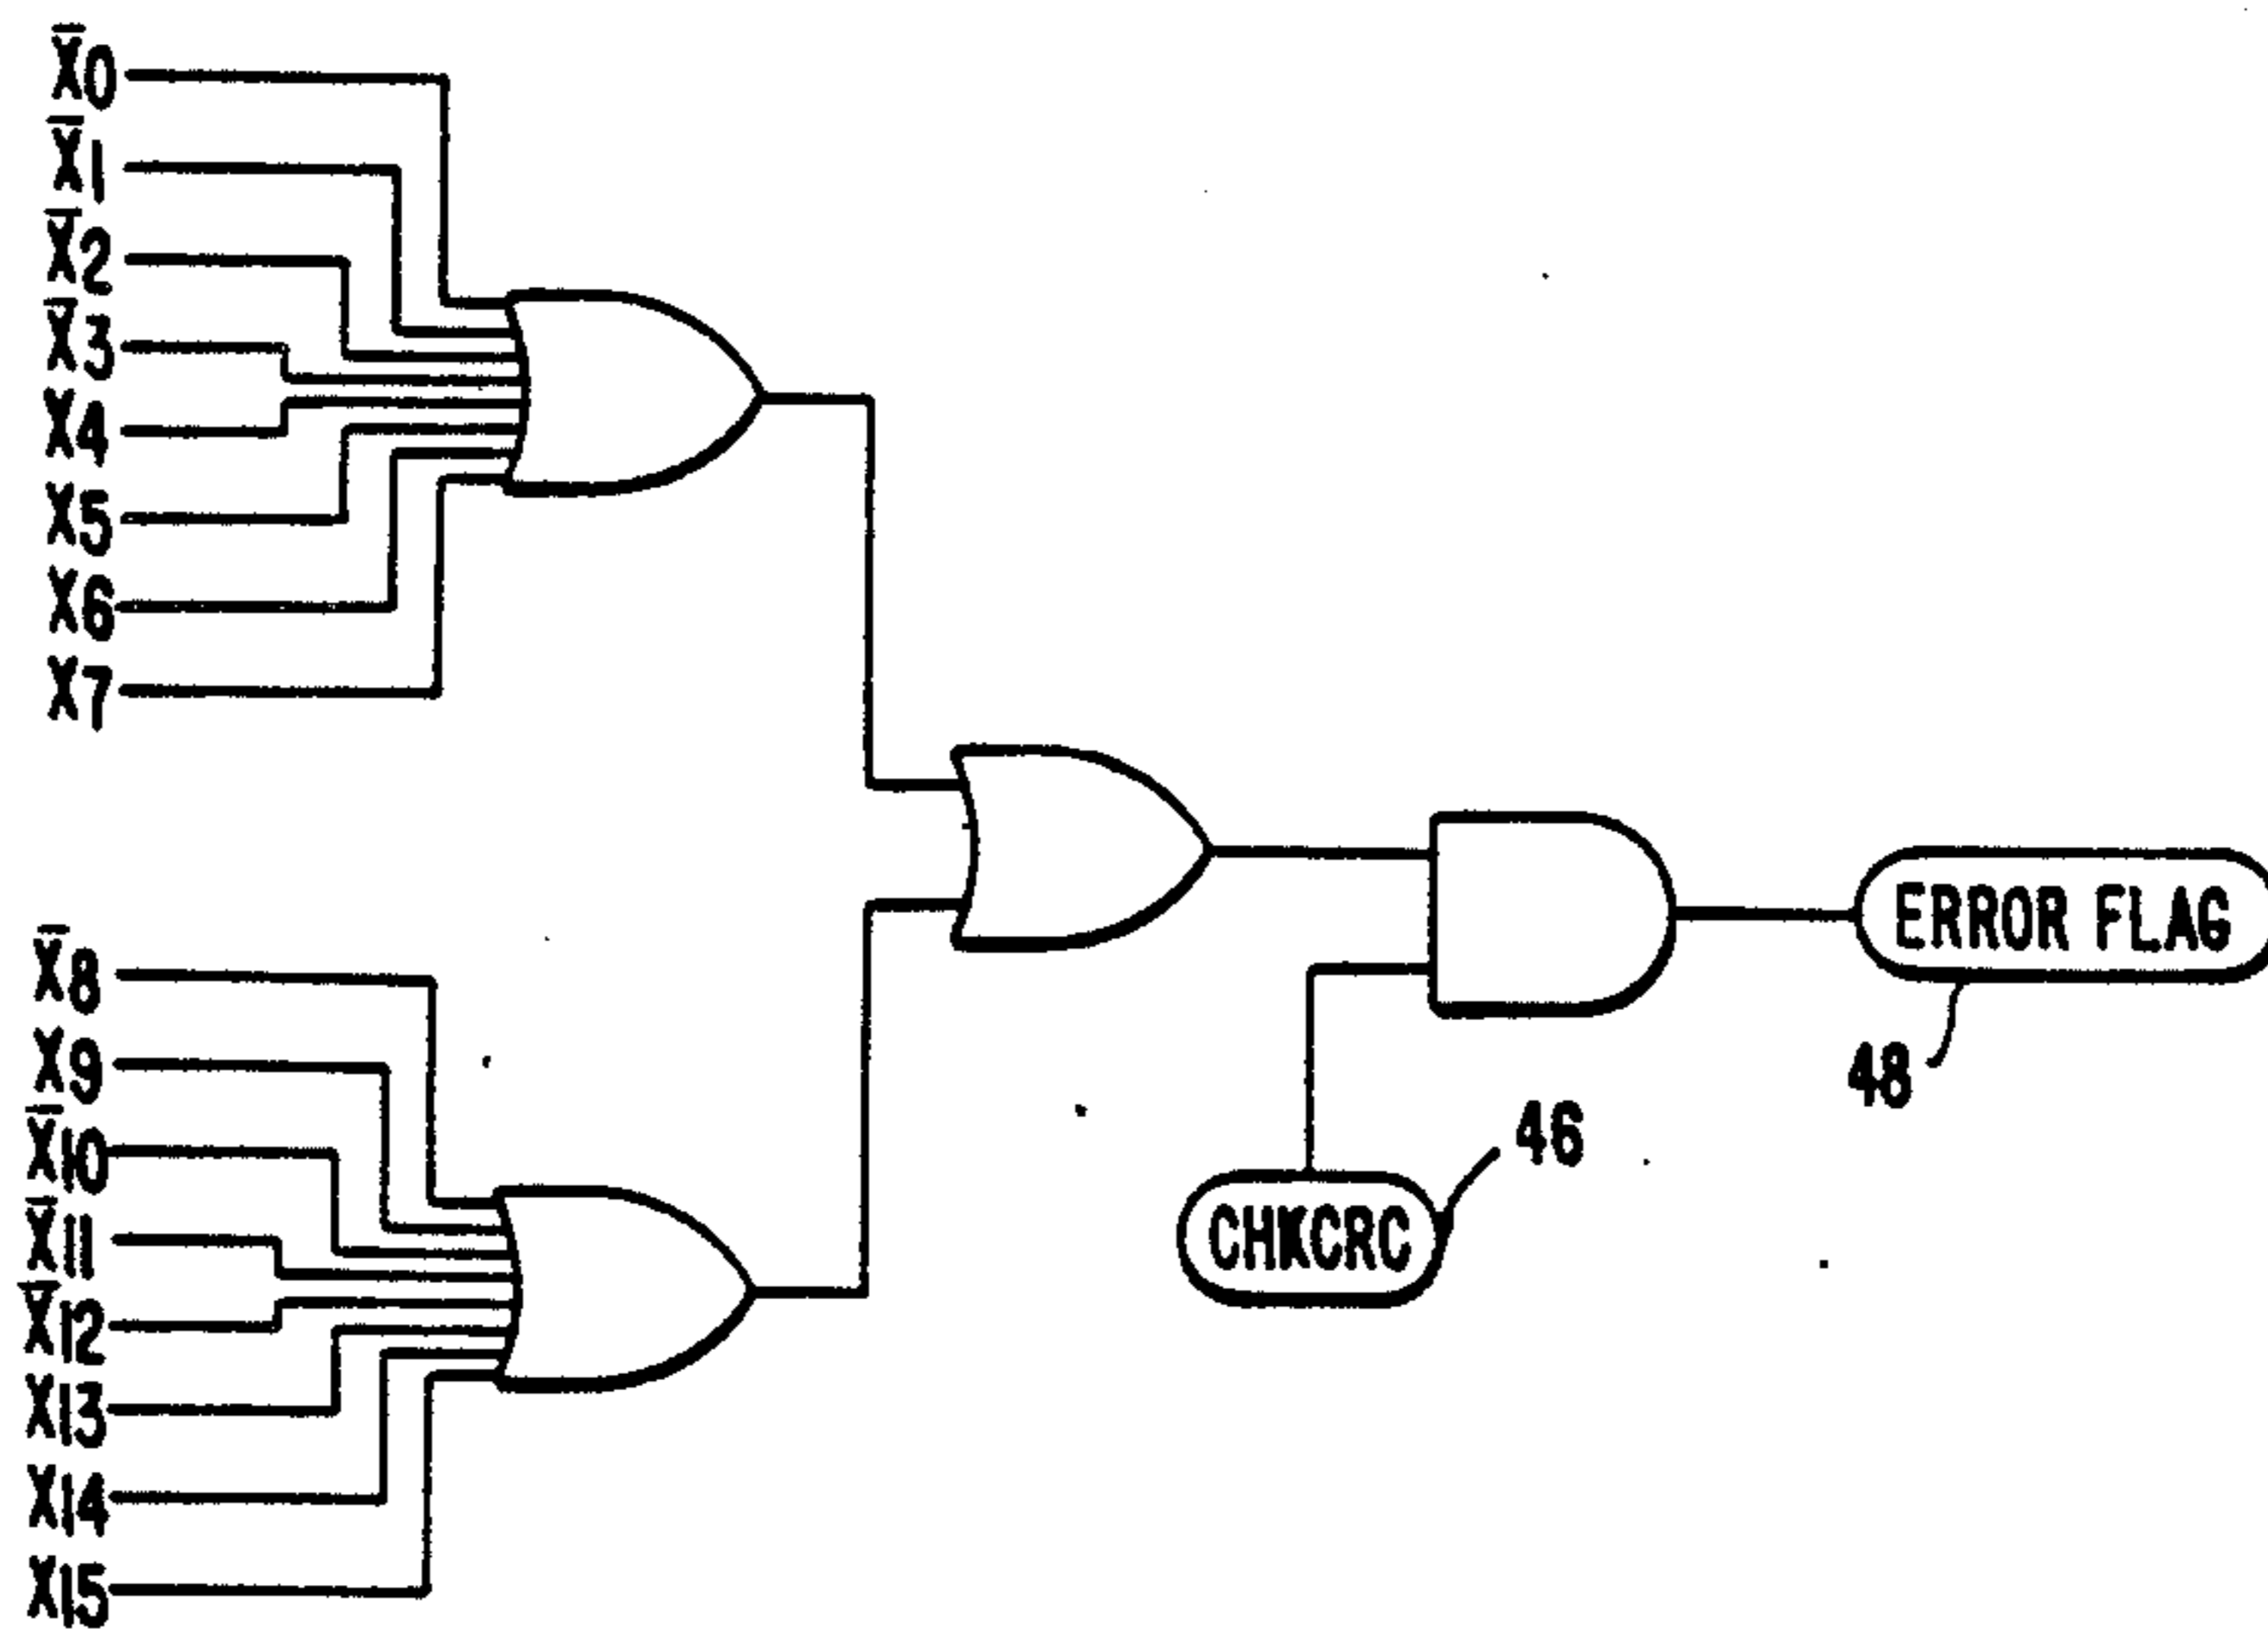 X̅0
X̅1
X̅2
X̅3
X4
X5
X6
X7
X̅8
X9
X̅10
X̅11
X̅12
X13
X14
X15
ERROR FLAG
48
46
CHKCRC